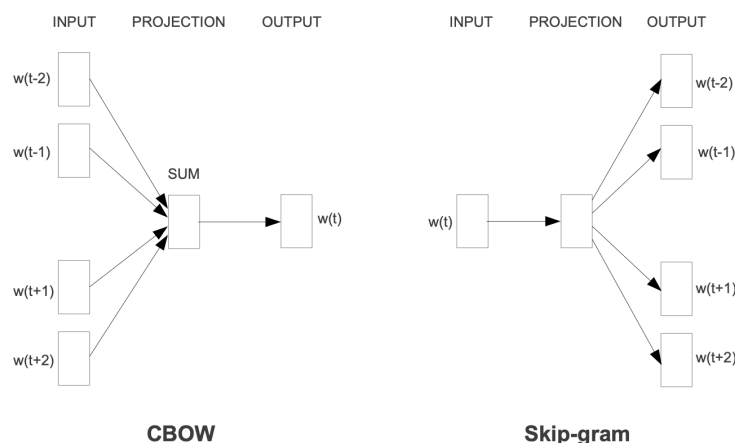 INPUT PROJECTION OUTPUT
w(t-2)
w(t-1)
SUM
w(t)
w(t+1)
w(t+2)
CBOW
INPUT PROJECTION OUTPUT
w(t-2)
w(t-1)
w(t)
w(t+1)
w(t+2)
Skip-gram